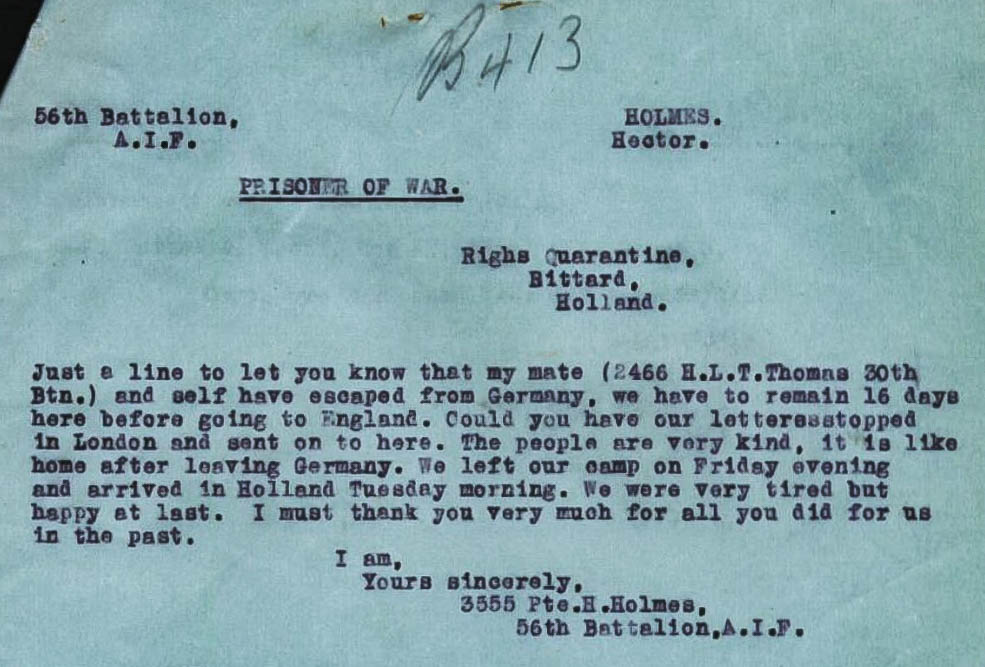 B413
56th Battalion, HOLMES.
A.I.F. Hector.
PRISONER OF WAR.
Righs Quarantine,
Bittard,
Holland.
Just a line to let you know that my mate (2466 H.L.T.Thomas 30th
Btn.) and self have escaped from Germany, we have to remain 16 days
here before going to England. Could you have our letteresstopped
in London and sent on to here. The people are very kind, it is like
home after leaving Germany. We left our camp on Friday evening
and arrived in Holland Tuesday morning. We were very tired but
happy at last. I must thank you very much for all you did for us
in the past.
I am,
Yours sincerely,
3555 Pte.H.Holmes,
56th Battalion,A.I.F.